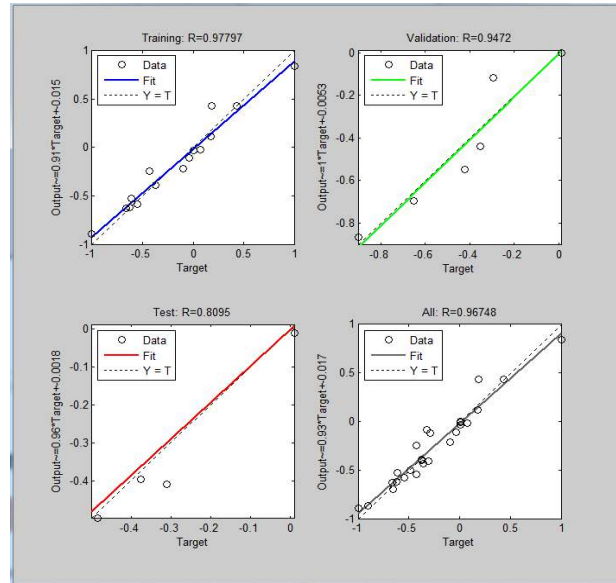 Training: R=0.97797
Output~=0.91*Target+-0.015
Data
Fit
Y = T
1
0.5
0
-0.5
-1
-1
-0.5
0
0.5
1
Target
Validation: R=0.9472
Output~=1*Target+-0.0053
Data
Fit
Y = T
0
-0.2
-0.4
-0.6
-0.8
-0.8
-0.6
-0.4
-0.2
0
Target
Test: R=0.8095
Output~=0.96*Target+-0.0018
Data
Fit
Y = T
0
-0.1
-0.2
-0.3
-0.4
-0.4
-0.3
-0.2
-0.1
0
Target
All: R=0.96748
Output~=0.93*Target+-0.017
Data
Fit
Y = T
1
0.5
0
-0.5
-1
-1
-0.5
0
0.5
1
Target